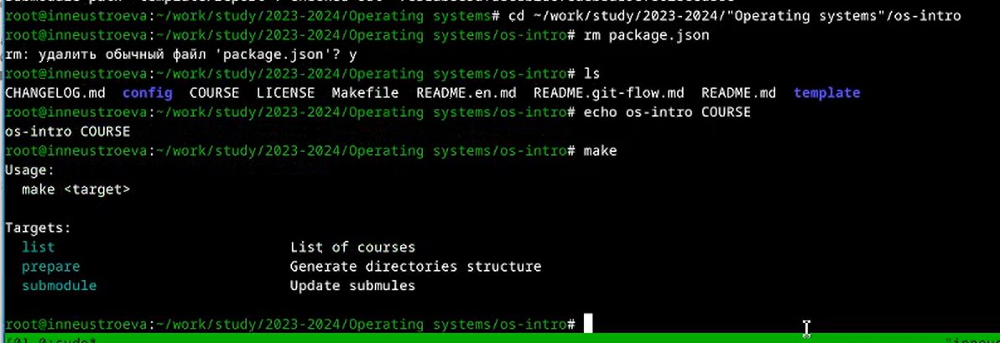 root@inneustroeva:~/work/study/2023-2024/Operating systems# cd ~/work/study/2023-2024/"Operating systems"/os-intro
root@inneustroeva:~/work/study/2023-2024/Operating systems/os-intro# rm package.json
rm: удалить обычный файл 'package.json'? y
root@inneustroeva:~/work/study/2023-2024/Operating systems/os-intro# ls
CHANGELOG.md config COURSE LICENSE Makefile README.en.md README.git-flow.md README.md template
root@inneustroeva:~/work/study/2023-2024/Operating systems/os-intro# echo os-intro COURSE
os-intro COURSE
root@inneustroeva:~/work/study/2023-2024/Operating systems/os-intro# make
Usage:
make <target>
Targets:
list List of courses
prepare Generate directories structure
submodule Update submules
root@inneustroeva:~/work/study/2023-2024/Operating systems/os-intro#